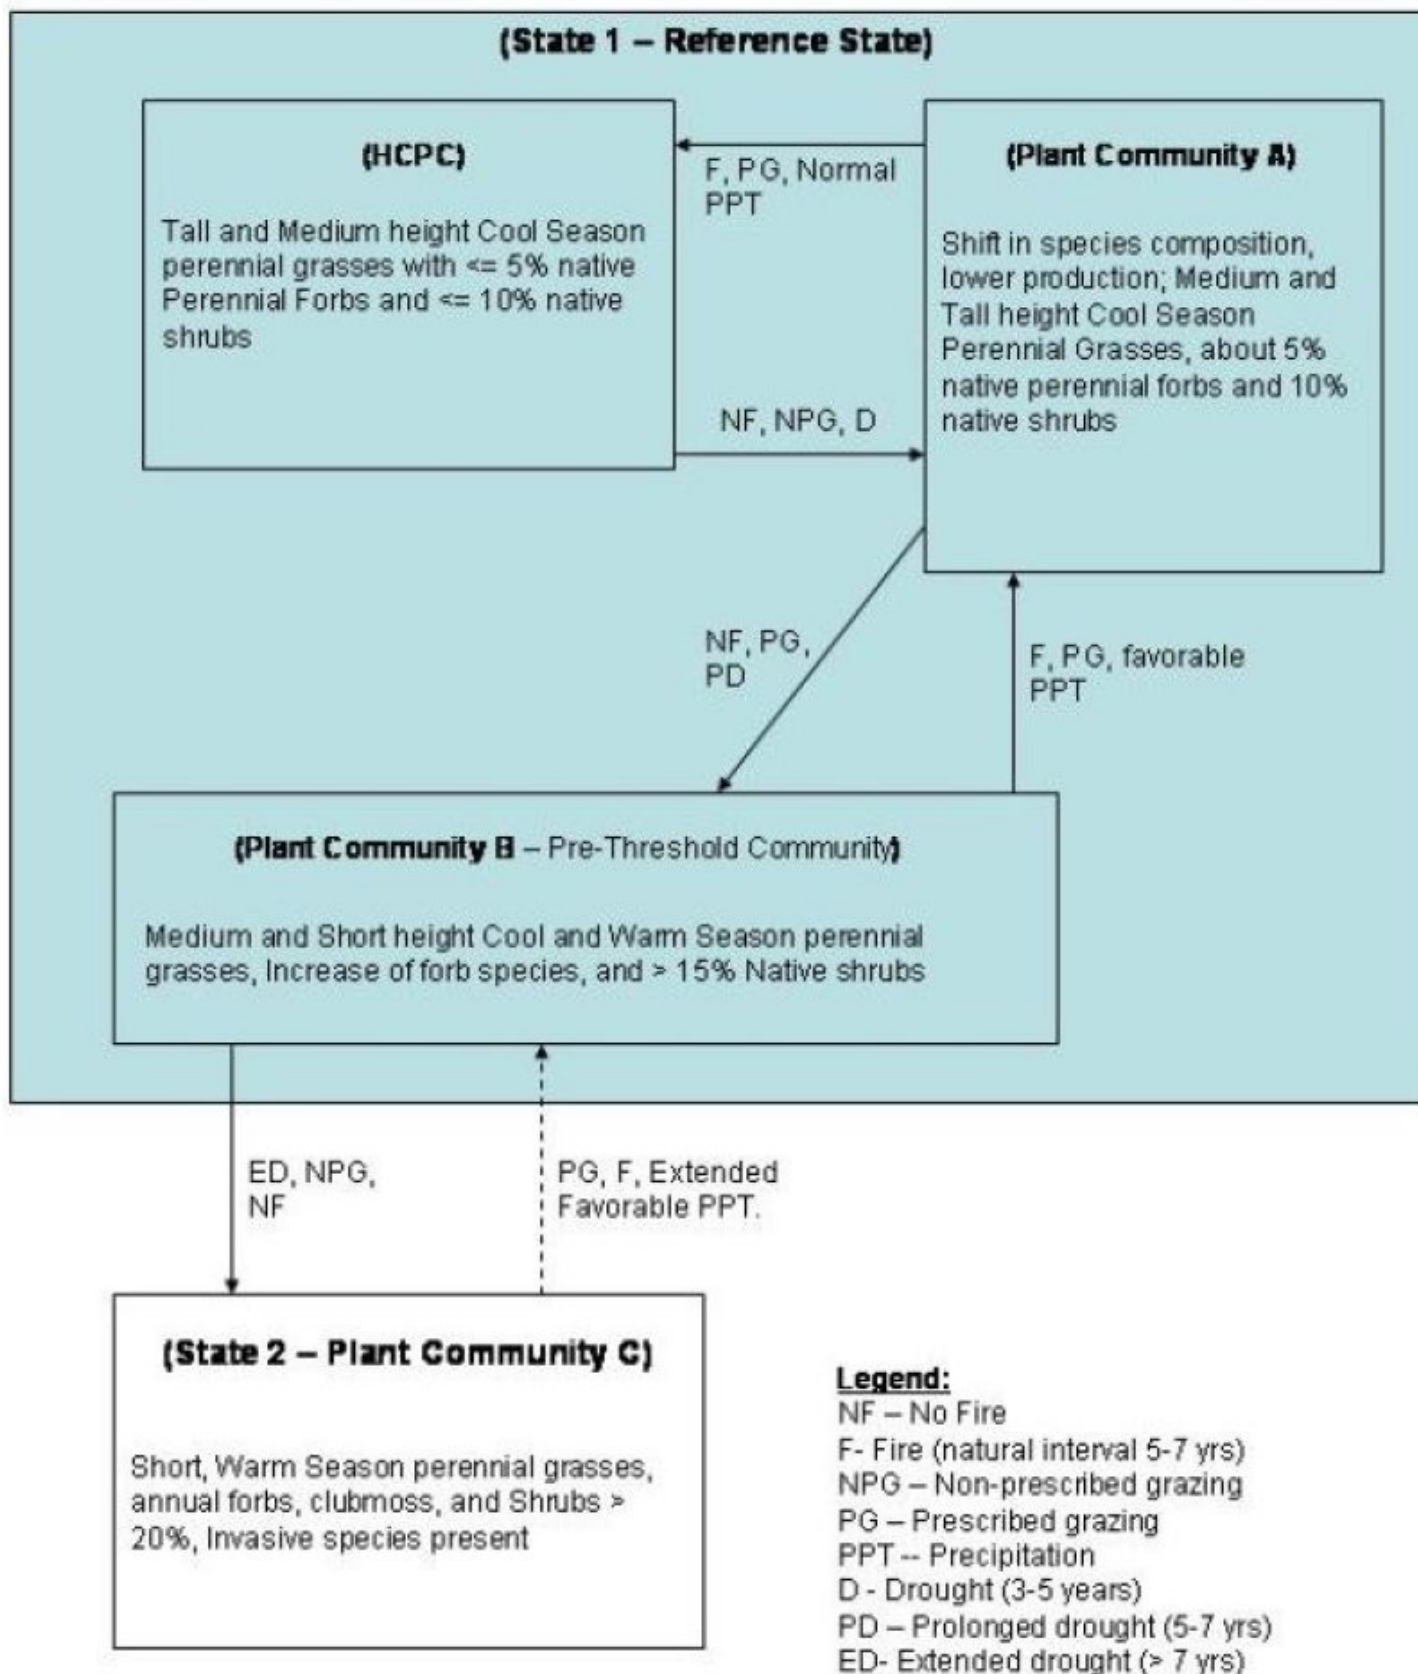 (State 1 – Reference State)
(HCPC)
Tall and Medium height Cool Season
perennial grasses with <= 5% native
Perennial Forbs and <= 10% native
shrubs
F, PG, Normal
PPT
NF, NPG, D
(Plant Community A)
Shift in species composition,
lower production; Medium and
Tall height Cool Season
Perennial Grasses, about 5%
native perennial forbs and 10%
native shrubs
NF, PG,
PD
F, PG, favorable
PPT
(Plant Community B – Pre-Threshold Community)
Medium and Short height Cool and Warm Season perennial
grasses, Increase of forb species, and > 15% Native shrubs
ED, NPG,
NF
PG, F, Extended
Favorable PPT.
(State 2 – Plant Community C)
Short, Warm Season perennial grasses,
annual forbs, clubmoss, and Shrubs >
20%, Invasive species present
Legend:
NF – No Fire
F- Fire (natural interval 5-7 yrs)
NPG – Non-prescribed grazing
PG – Prescribed grazing
PPT -- Precipitation
D - Drought (3-5 years)
PD – Prolonged drought (5-7 yrs)
ED- Extended drought (> 7 yrs)